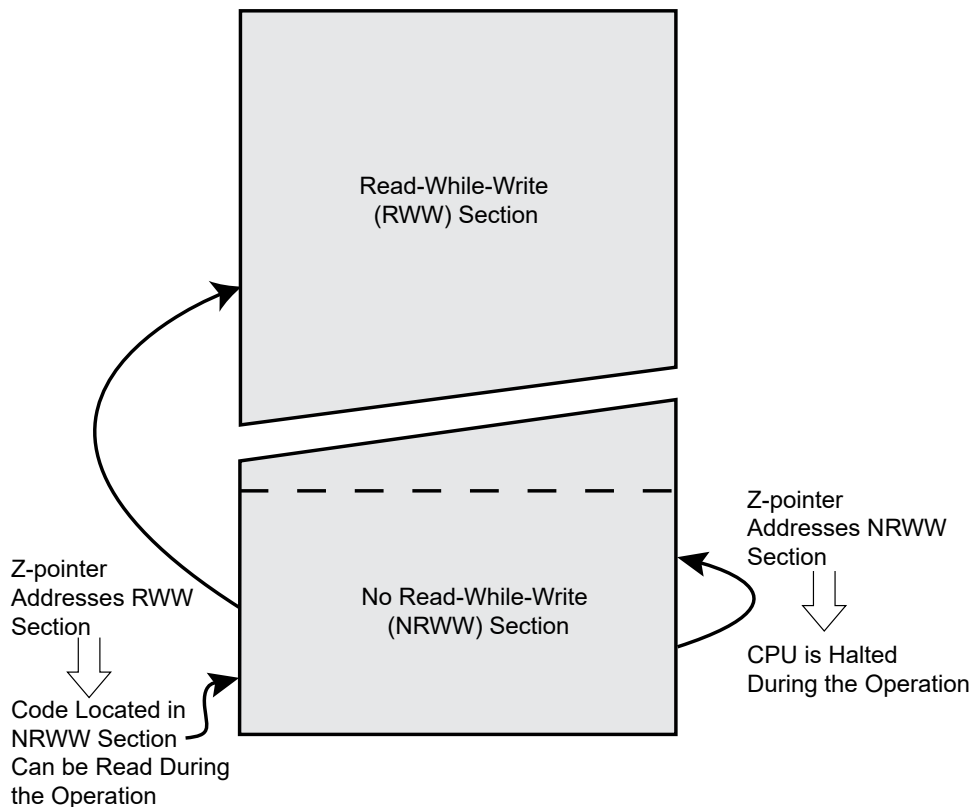 Read-While-Write
(RWW) Section
Z-pointer
Addresses NRWW
Section
Z-pointer
Addresses RWW
Section
No Read-While-Write
(NRWW) Section
CPU is Halted
During the Operation
Code Located in
NRWW Section
Can be Read During
the Operation